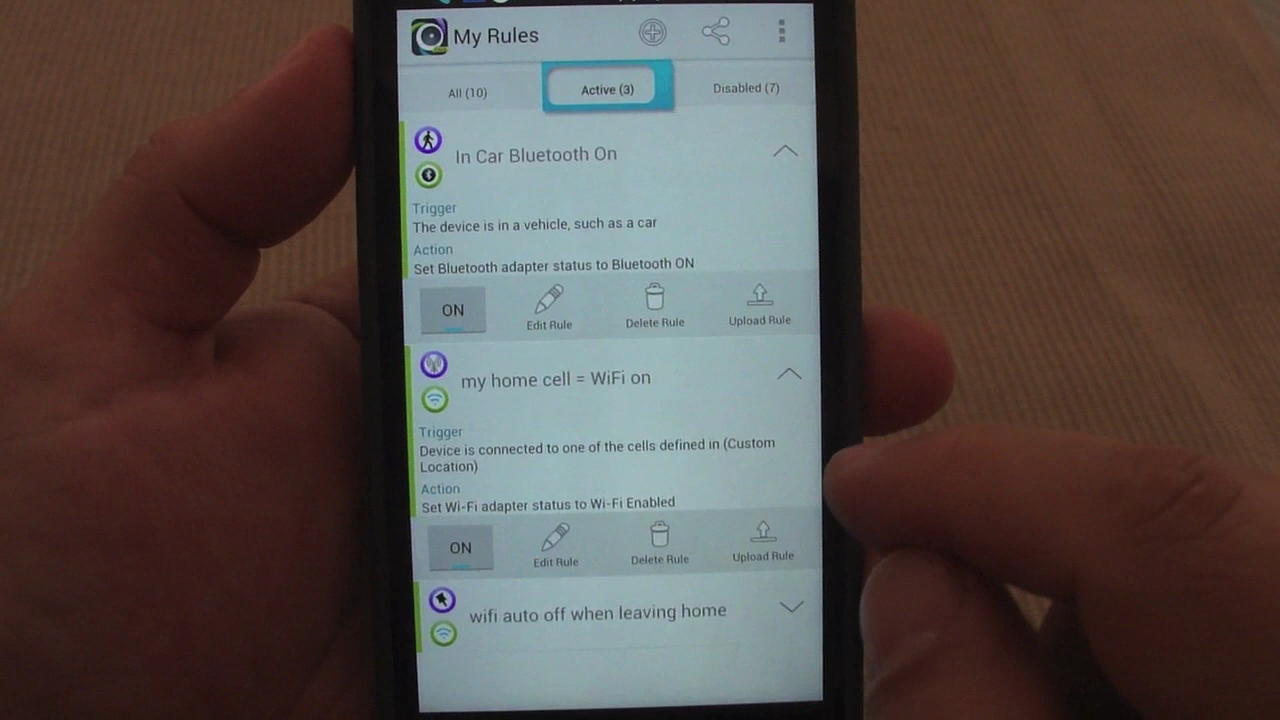 My Rules
All (10)
Active (3)
Disabled (7)
In Car Bluetooth On
Trigger
The device is in a vehicle, such as a car
Action
Set Bluetooth adapter status to Bluetooth ON
ON
Edit Rule
Delete Rule
Upload Rule
my home cell = WiFi on
Trigger
Device is connected to one of the cells defined in (Custom
Location)
Action
Set Wi-Fi adapter status to Wi-Fi Enabled
ON
Edit Rule
Delete Rule
Upload Rule
wifi auto off when leaving home